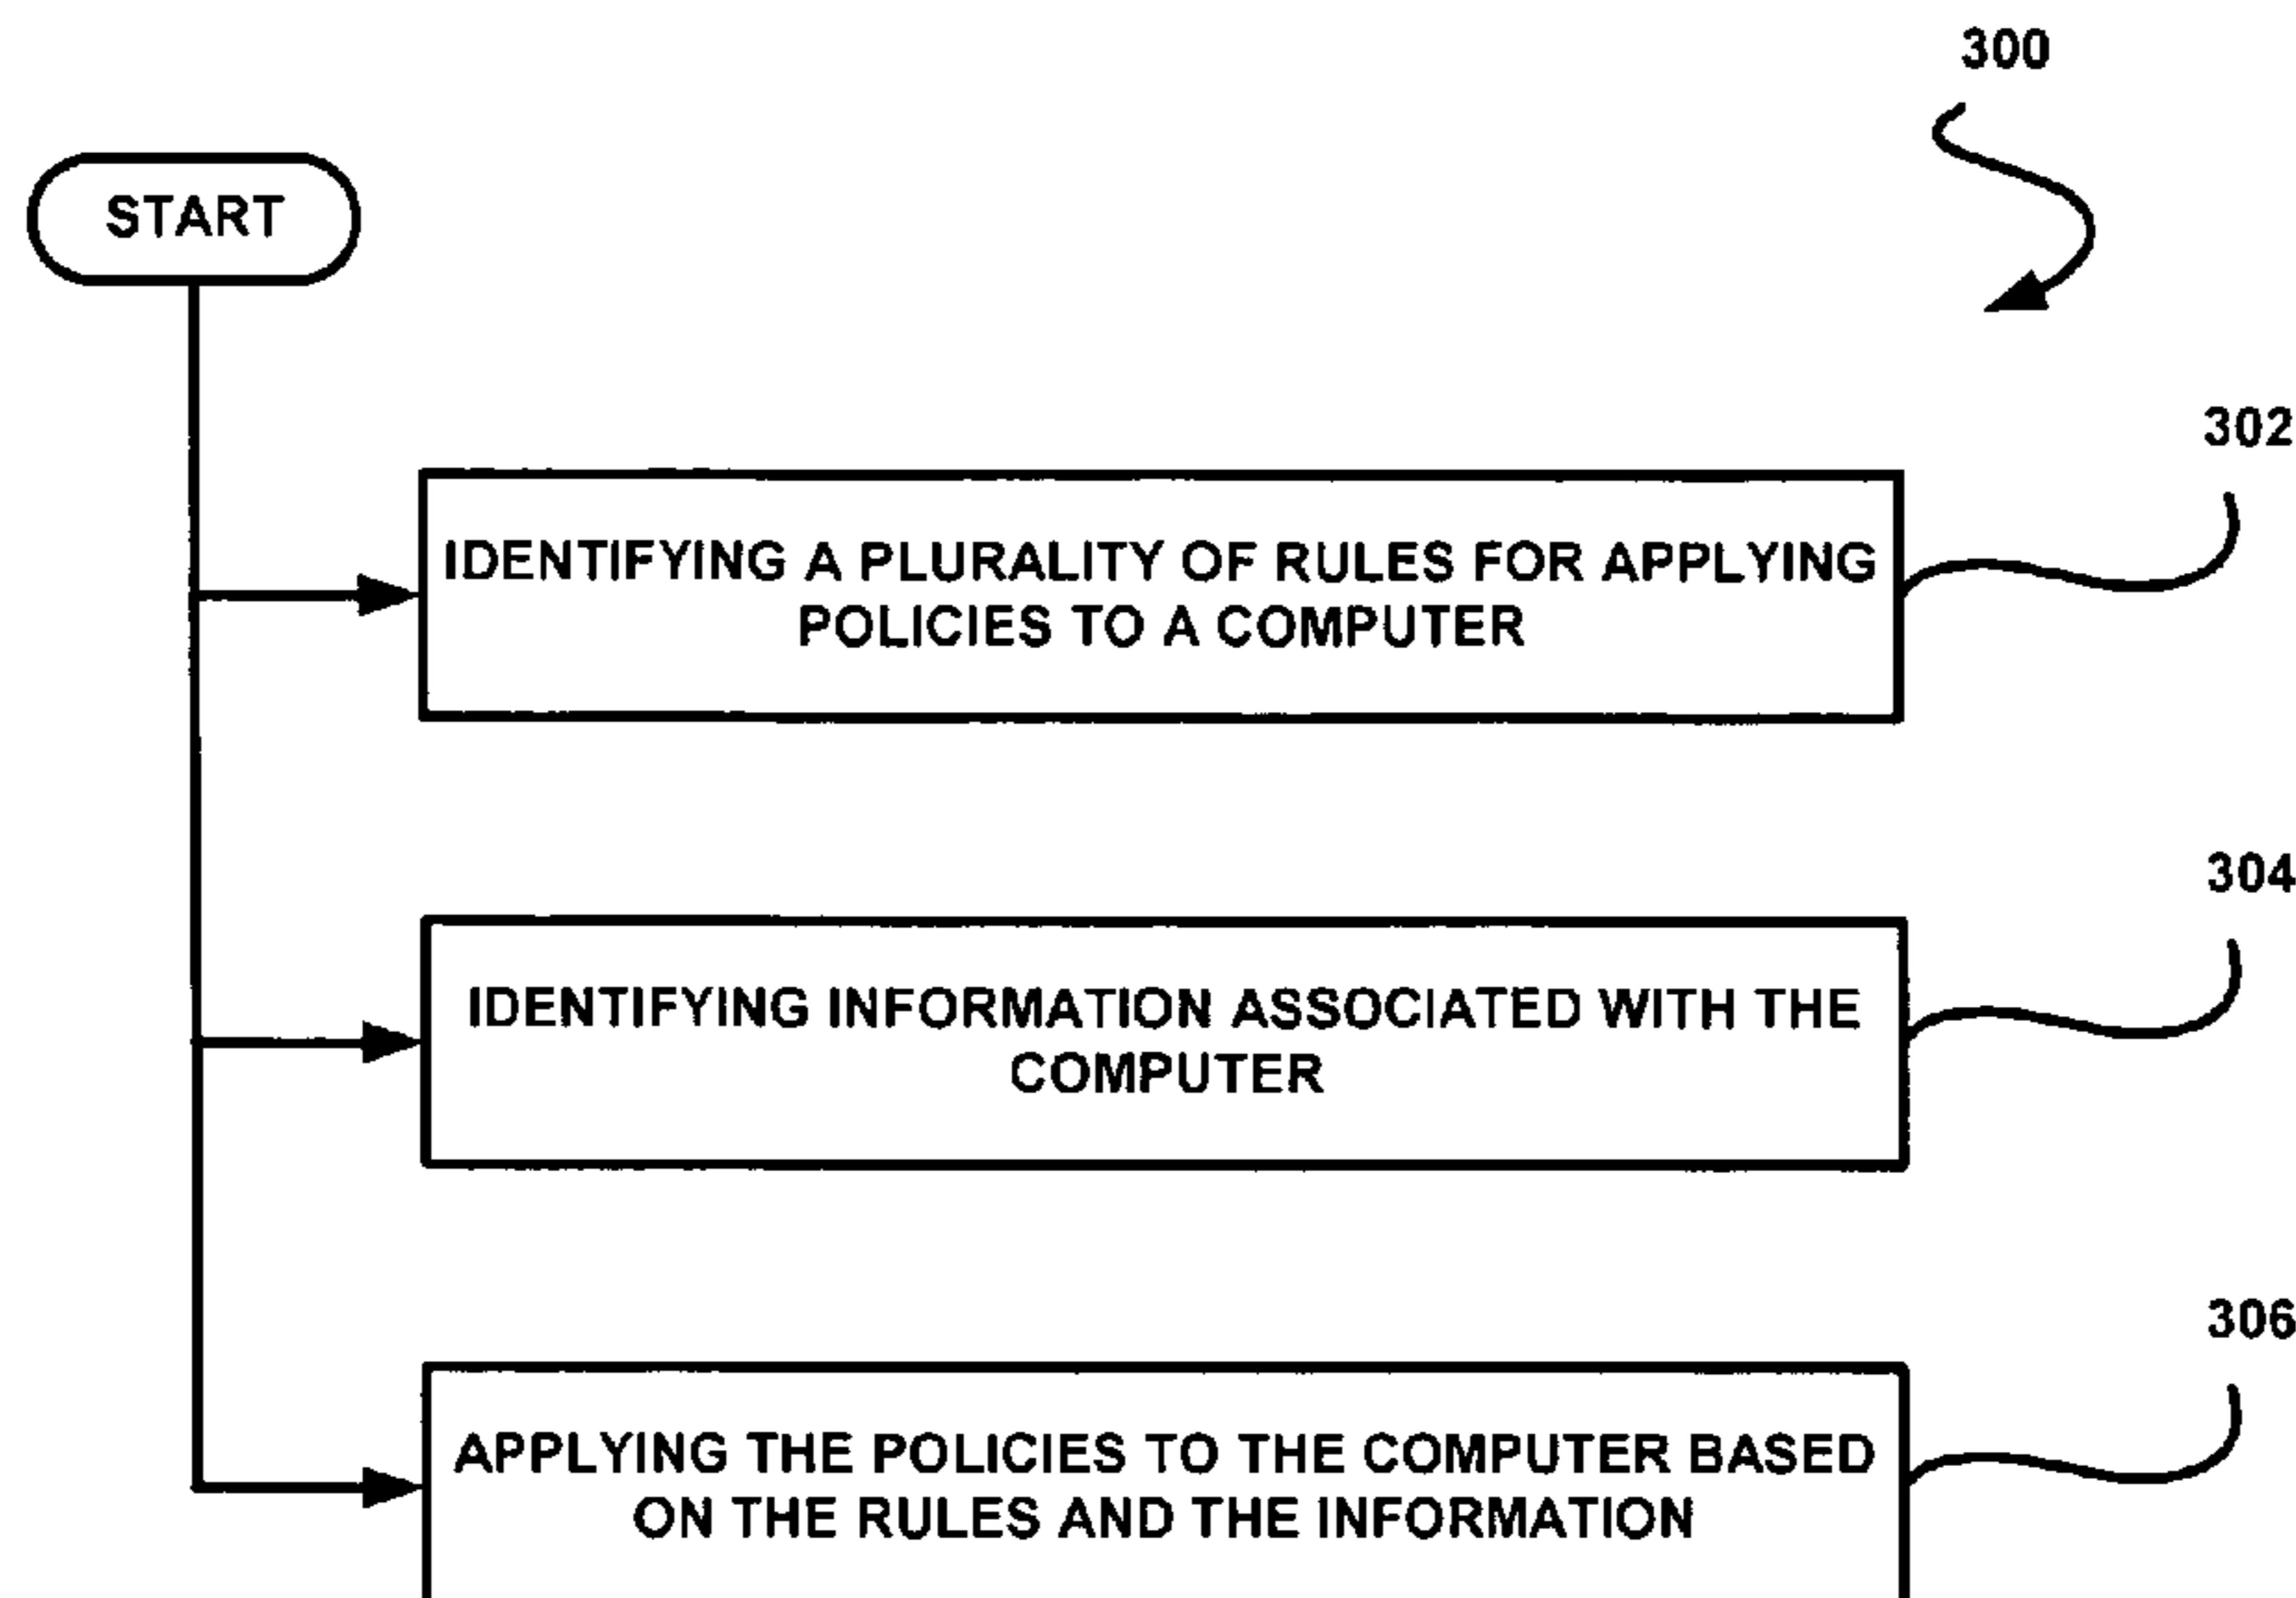 300
START
302
IDENTIFYING A PLURALITY OF RULES FOR APPLYING
POLICIES TO A COMPUTER
304
IDENTIFYING INFORMATION ASSOCIATED WITH THE
COMPUTER
306
APPLYING THE POLICIES TO THE COMPUTER BASED
ON THE RULES AND THE INFORMATION